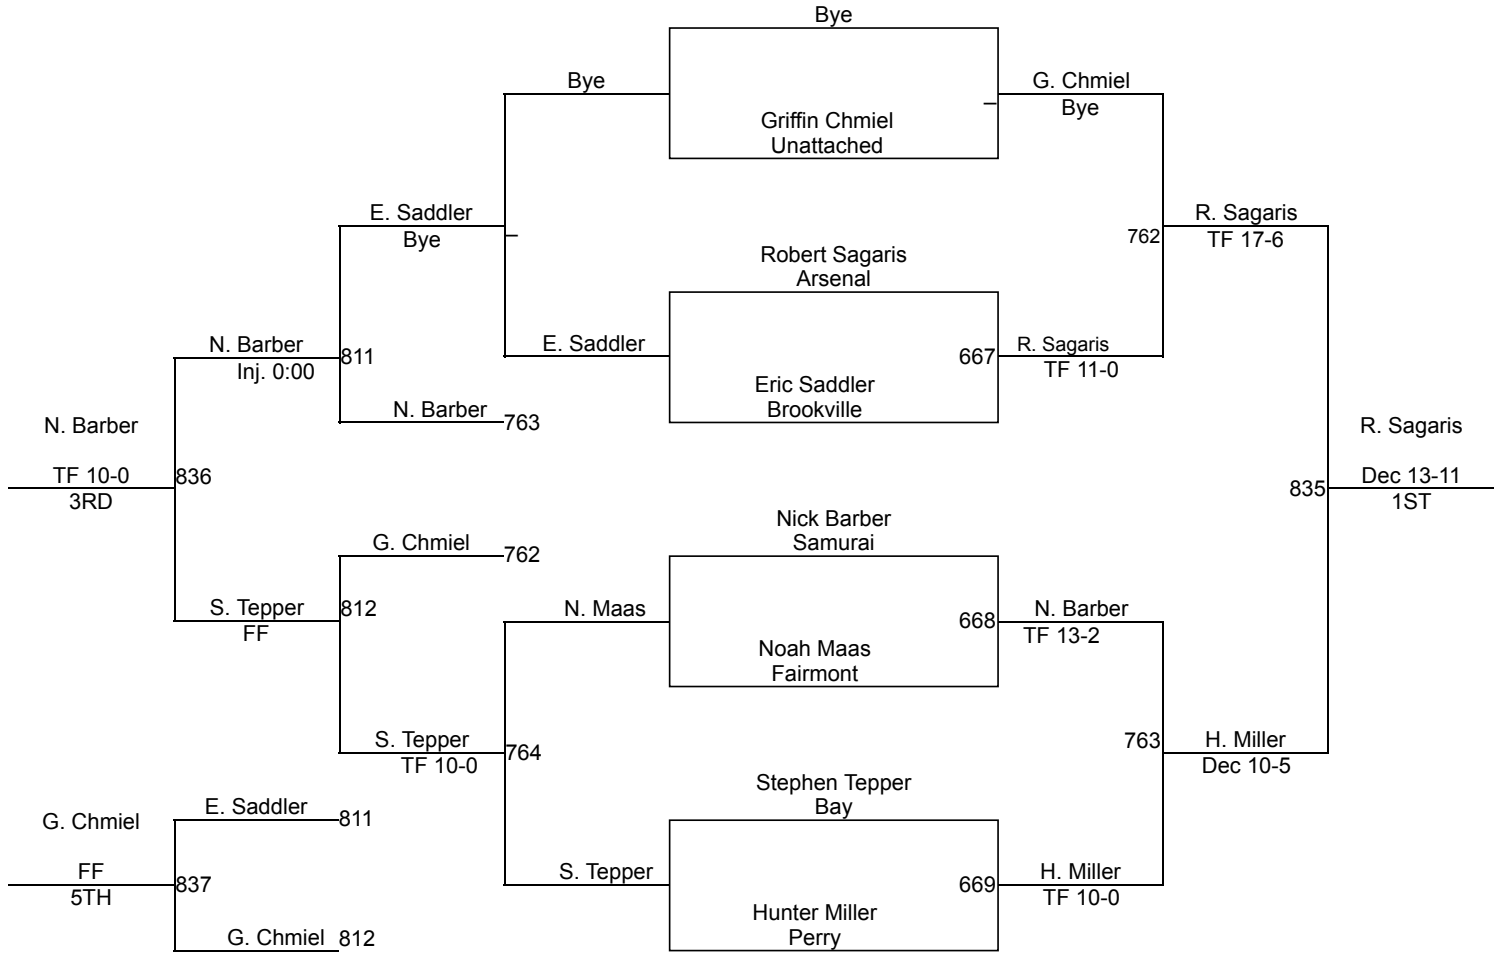 Bye
Bye
G. Chmiel
Bye
Griffin Chmiel
Unattached
E. Saddler
Bye
R. Sagaris
TF 17-6
762
Robert Sagaris
Arsenal
N. Barber
Inj. 0:00
811
E. Saddler
667
R. Sagaris
TF 11-0
Eric Saddler
Brookville
N. Barber
763
N. Barber
TF 10-0
3RD
836
R. Sagaris
Dec 13-11
1ST
835
Nick Barber
Samurai
G. Chmiel
762
S. Tepper
FF
812
N. Maas
668
N. Barber
TF 13-2
Noah Maas
Fairmont
S. Tepper
TF 10-0
764
763
H. Miller
Dec 10-5
Stephen Tepper
Bay
E. Saddler
811
G. Chmiel
FF
5TH
837
S. Tepper
669
H. Miller
TF 10-0
Hunter Miller
Perry
G. Chmiel
812